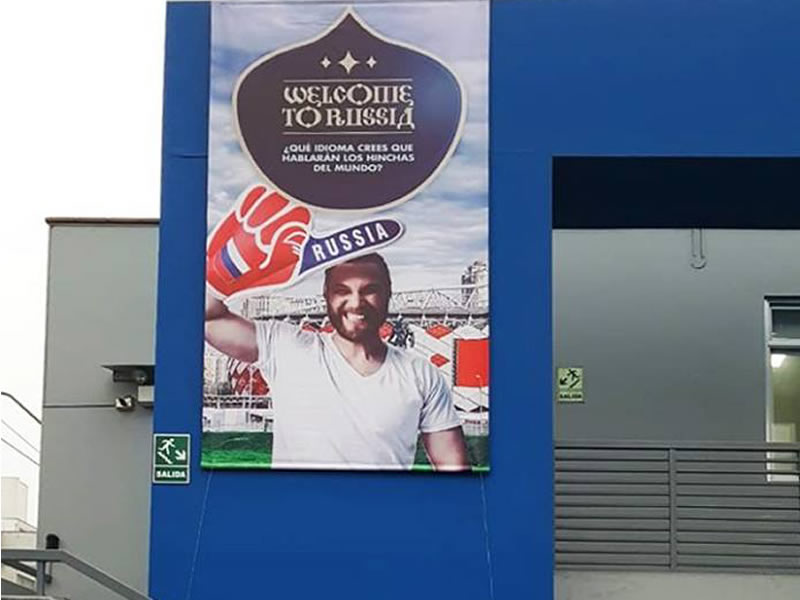 WELCOME
TO RUSSIA
¿QUÉ IDIOMA CREES QUE
HABLARÁN LOS HINCHAS
DEL MUNDO?
RUSSIA
SALIDA
SALIDA